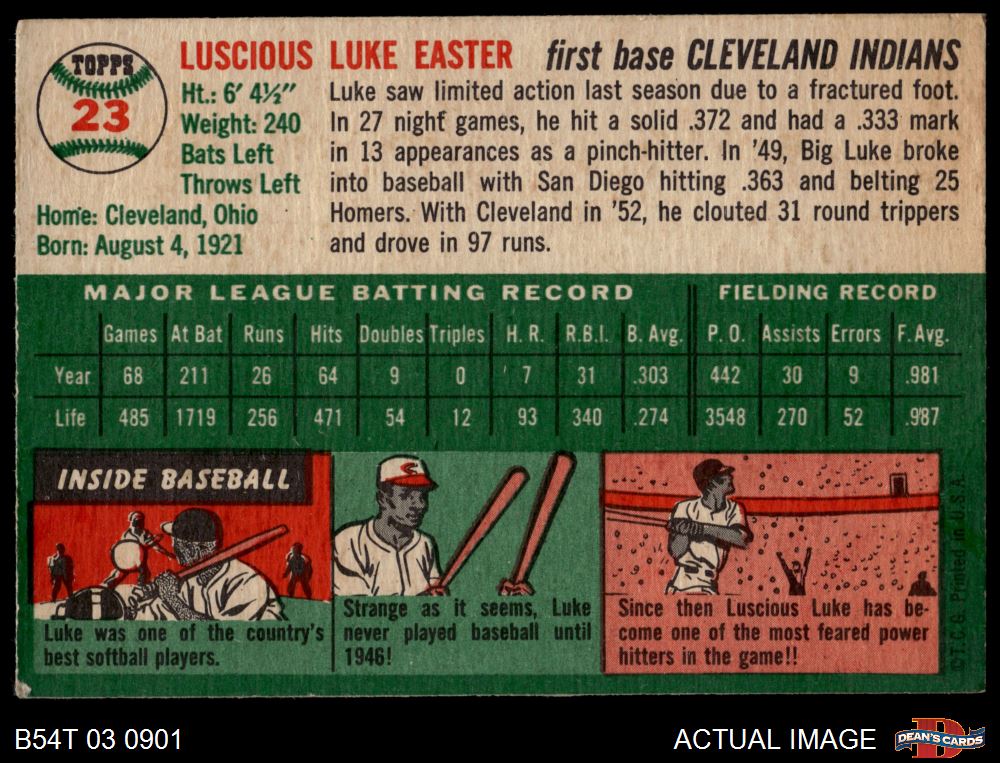 TOPPS
23
LUSCIOUS LUKE EASTER first base CLEVELAND INDIANS
Ht.: 6' 4½"
Weight: 240
Bats Left
Throws Left
Home: Cleveland, Ohio
Born: August 4, 1921
Luke saw limited action last season due to a fractured foot.
In 27 night games, he hit a solid .372 and had a .333 mark
in 13 appearances as a pinch-hitter. In '49, Big Luke broke
into baseball with San Diego hitting .363 and belting 25
Homers. With Cleveland in '52, he clouted 31 round trippers
and drove in 97 runs.
MAJOR LEAGUE BATTING RECORD FIELDING RECORD
Games At Bat Runs Hits Doubles Triples H. R. R.B.I. B. Avg. P. O. Assists Errors F. Avg.
Year 68 211 26 64 9 0 7 31 .303 442 30 9 .981
Life 485 1719 256 471 54 12 93 340 .274 3548 270 52 .987
INSIDE BASEBALL
Luke was one of the country's
best softball players.
Strange as it seems, Luke
never played baseball until
1946!
Since then Luscious Luke has be-
come one of the most feared power
hitters in the game!!
©T.C.G. Printed in U.S.A.
B54T 03 0901
ACTUAL IMAGE
DEAN'S CARDS